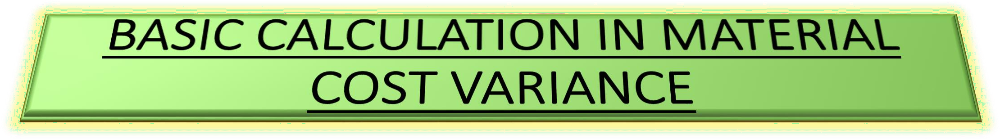 BASIC CALCULATION IN MATERIAL
COST VARIANCE